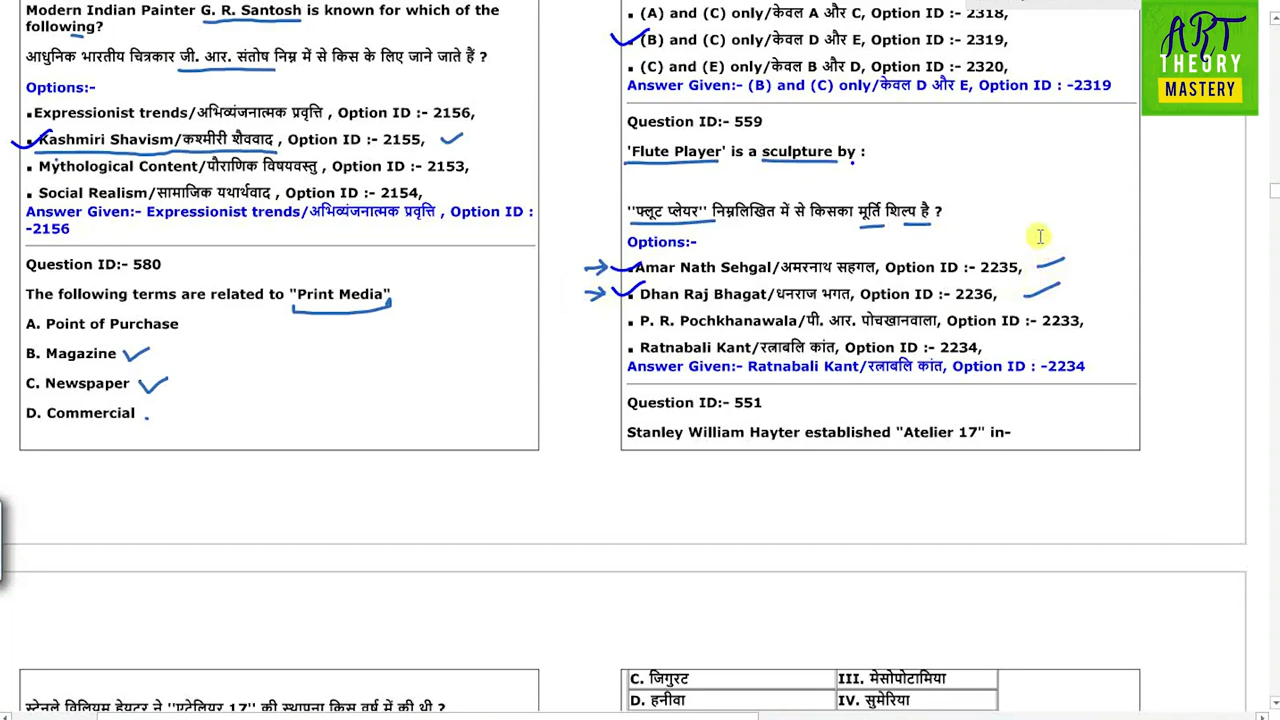 Modern Indian Painter G. R. Santosh is known for which of the
following?
आधुनिक भारतीय चित्रकार जी. आर. संतोष निम्न में से किस के लिए जाने जाते हैं ?
Options:-
Expressionist trends/अभिव्यंजनात्मक प्रवृत्ति , Option ID :- 2156,
Kashmiri Shavism/कश्मीरी शैववाद , Option ID :- 2155,
Mythological Content/पौराणिक विषयवस्तु , Option ID :- 2153,
Social Realism/सामाजिक यथार्थवाद , Option ID :- 2154,
Answer Given:- Expressionist trends/अभिव्यंजनात्मक प्रवृत्ति , Option ID :
-2156
Question ID:- 580
The following terms are related to "Print Media"
A. Point of Purchase
B. Magazine
C. Newspaper
D. Commercial
(A) and (C) only/केवल A और C, Option ID :- 2318,
(B) and (C) only/केवल D और E, Option ID :- 2319,
(C) and (E) only/केवल B और D, Option ID :- 2320,
Answer Given:- (B) and (C) only/केवल D और E, Option ID : -2319
Question ID:- 559
'Flute Player' is a sculpture by :
''फ्लूट प्लेयर'' निम्नलिखित में से किसका मूर्ति शिल्प है ?
Options:-
Amar Nath Sehgal/अमरनाथ सहगल, Option ID :- 2235,
Dhan Raj Bhagat/धनराज भगत, Option ID :- 2236,
P. R. Pochkhanawala/पी. आर. पोचखानवाला, Option ID :- 2233,
Ratnabali Kant/रत्नाबलि कांत, Option ID :- 2234,
Answer Given:- Ratnabali Kant/रत्नाबलि कांत, Option ID : -2234
Question ID:- 551
Stanley William Hayter established "Atelier 17" in-
ART
THEORY
MASTERY
स्टेनले विलियम हेयटर ने "एटेलियर 17" की स्थापना किस वर्ष में की थी ?
C. जिगुरट III. मेसोपोटामिया
D. हनीवा IV. सुमेरिया